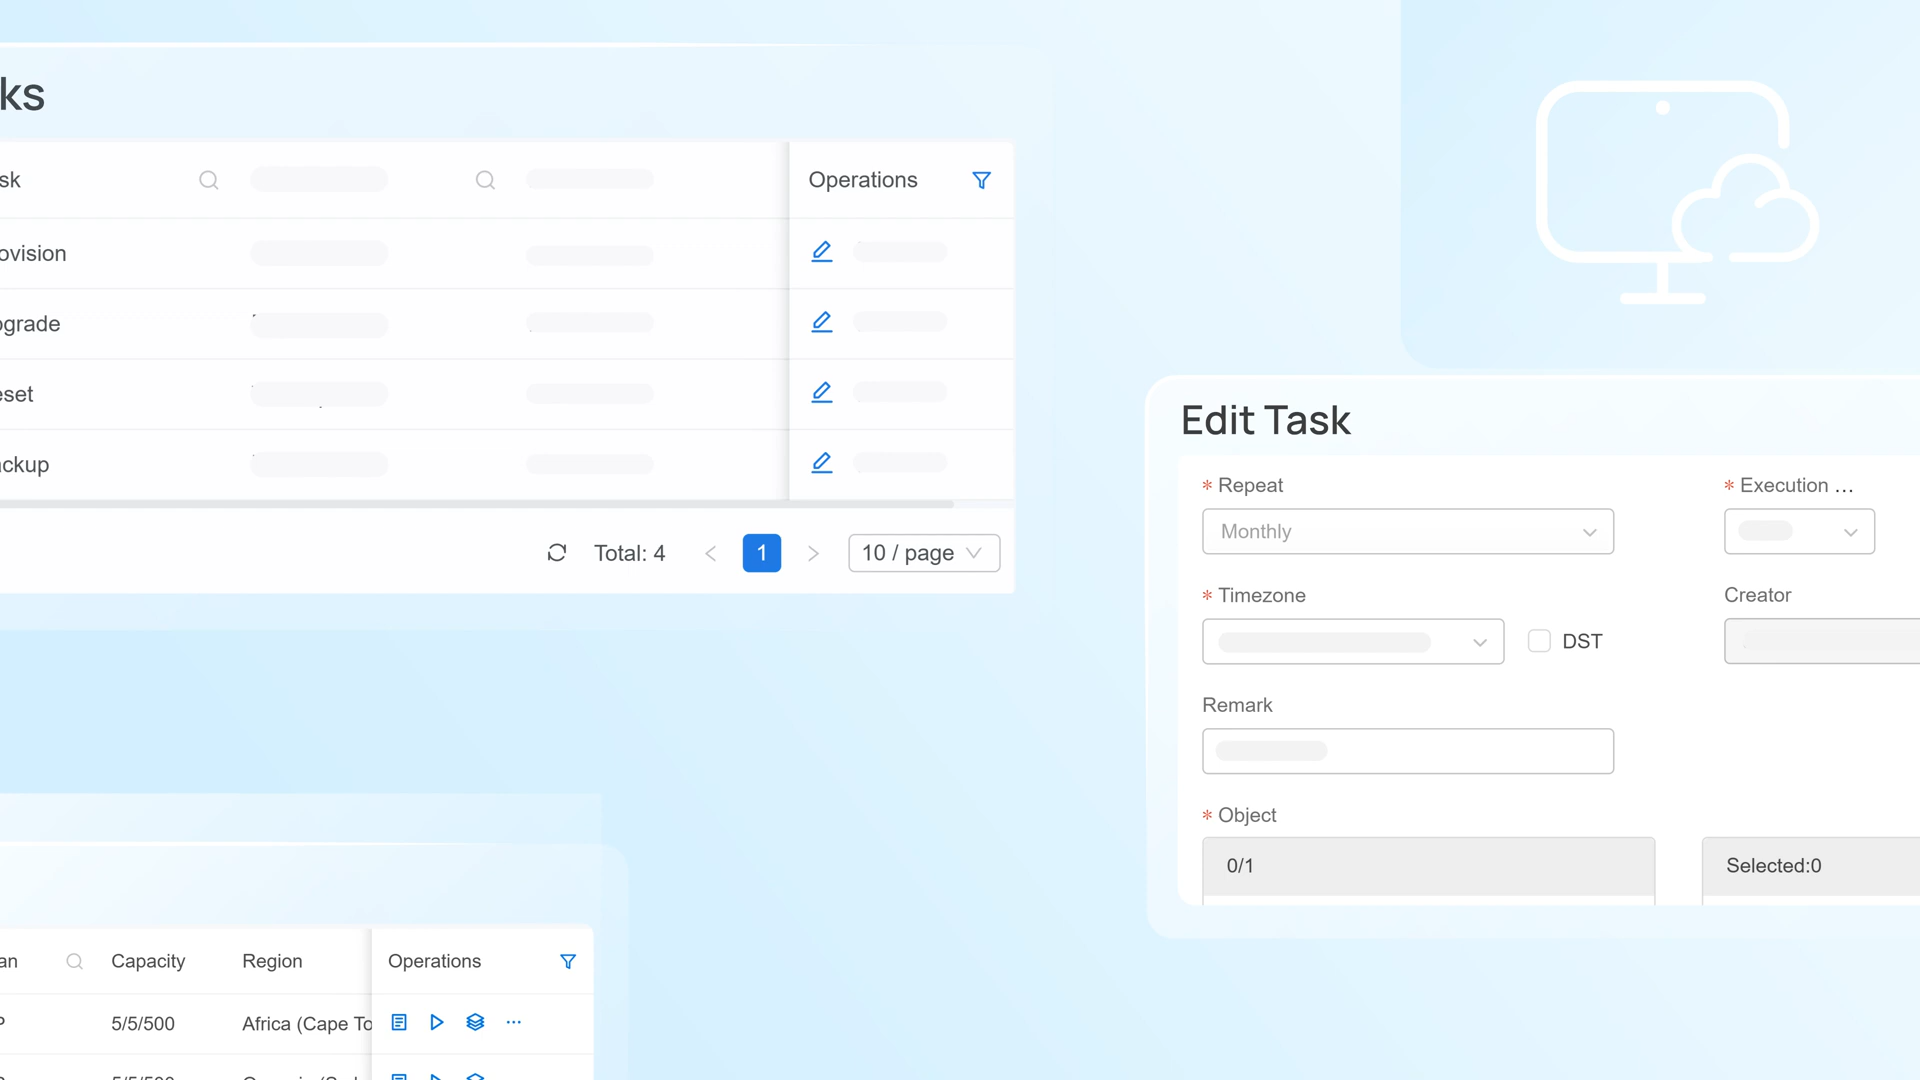 ks
sk
Operations
ovision
grade
eset
ckup
Total: 4
1
10 / page
Edit Task
* Repeat
* Execution ...
Monthly
* Timezone
Creator
DST
Remark
* Object
0/1
Selected:0
an
Capacity
Region
Operations
5/5/500
Africa (Cape To